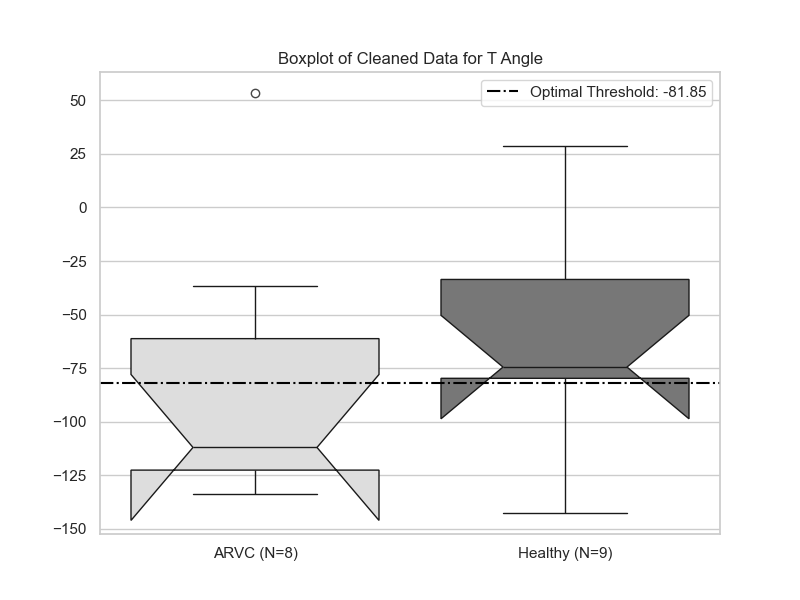 Boxplot of Cleaned Data for T Angle
Optimal Threshold: -81.85
50
25
0
−25
−50
−75
−100
−125
−150
ARVC (N=8)
Healthy (N=9)